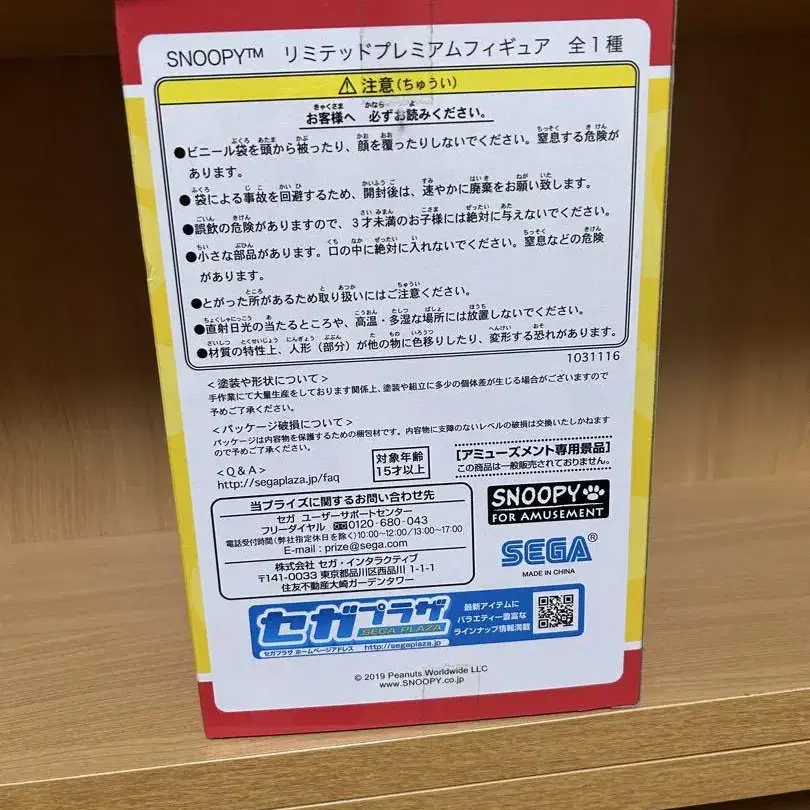 SNOOPY™ リミテッドプレミアムフィギュア 全1種
⚠注意(ちゅうい)
お客様へ 必ずお読みください。
●ビニール袋を頭から被ったり、顔を覆ったりしないでください。窒息する危険が
あります。
●袋による事故を回避するため、開封後は、速やかに廃棄をお願い致します。
●誤飲の危険がありますので、3才未満のお子様には絶対に与えないでください。
●小さな部品があります。口の中に絶対に入れないでください。窒息などの危険
があります。
●とがった所があるため取り扱いにはご注意ください。
●直射日光の当たるところや、高温・多湿な場所には放置しないでください。
●材質の特性上、人形(部分)が他の物に色移りしたり、変形する恐れがあります。
1031116
<塗装や形状について>
手作業にて大量生産をしております関係上、塗装や組立に多少の個体差が生じる場合がございますので
予めご了承ください。
<パッケージ破損について>
パッケージは内容物を保護するための梱包材です。内容物に支障のないレベルの破損は交換いたしかねます
ので予めご了承ください。
<Q&A>
http://segaplaza.jp/faq
対象年齢
15才以上
[アミューズメント専用景品]
この商品は一般販売されておりません。
当プライズに関するお問い合わせ先
セガ ユーザーサポートセンター
フリーダイヤル 0120-680-043
電話受付時間(弊社指定休日を除く)10:00~12:00/13:00~17:00
E-mail : prize@sega.com
株式会社 セガ・インタラクティブ
〒141-0033 東京都品川区西品川 1-1-1
住友不動産大崎ガーデンタワー
SNOOPY
FOR AMUSEMENT
SEGA®
MADE IN CHINA
セガプラザ
SEGA PLAZA
セガプラザ ホームページアドレス http://segaplaza.jp
最新アイテムに
バラエティー豊富な
ラインナップ情報満載
© 2019 Peanuts Worldwide LLC
www.SNOOPY.co.jp